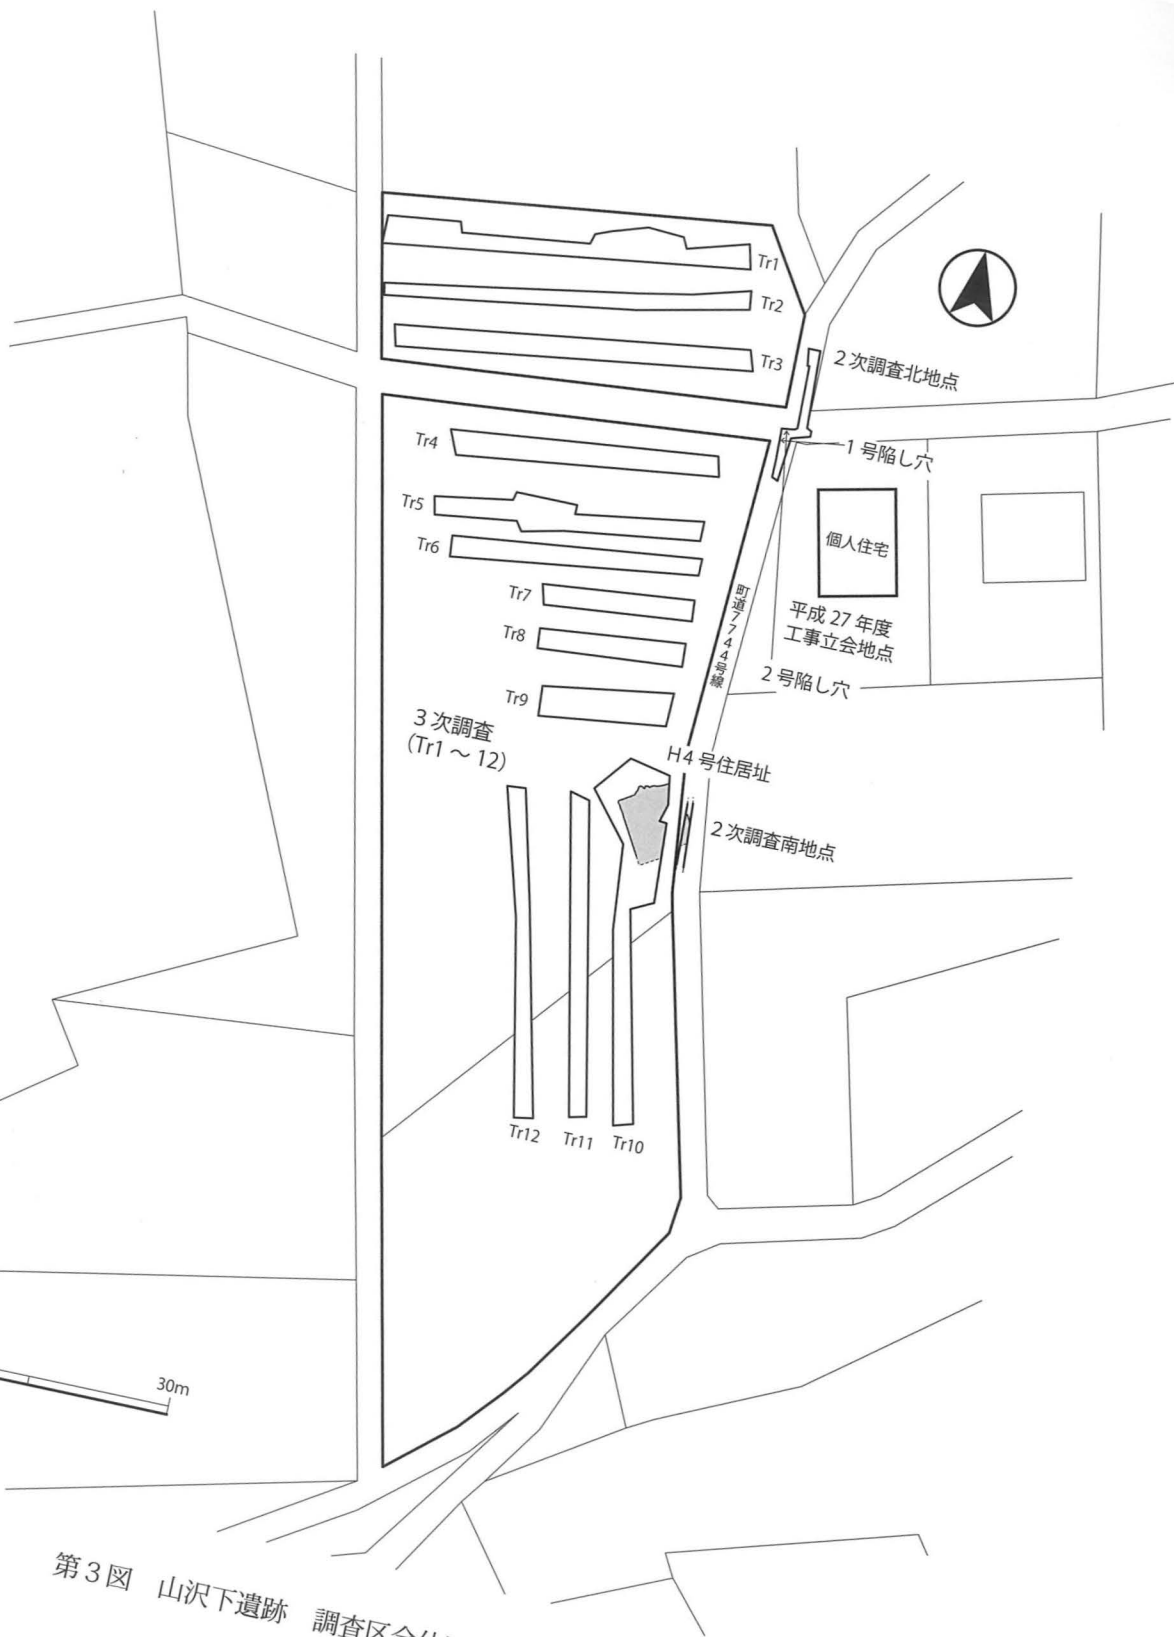 Tr1
Tr2
Tr3
2次調査北地点
1号陥し穴
Tr4
Tr5
Tr6
Tr7
Tr8
Tr9
個人住宅
平成27年度
工事立会地点
町道7744号線
2号陥し穴
3次調査
(Tr1～12)
H4号住居址
2次調査南地点
Tr12
Tr11
Tr10
30m
第3図 山沢下遺跡 調査区全